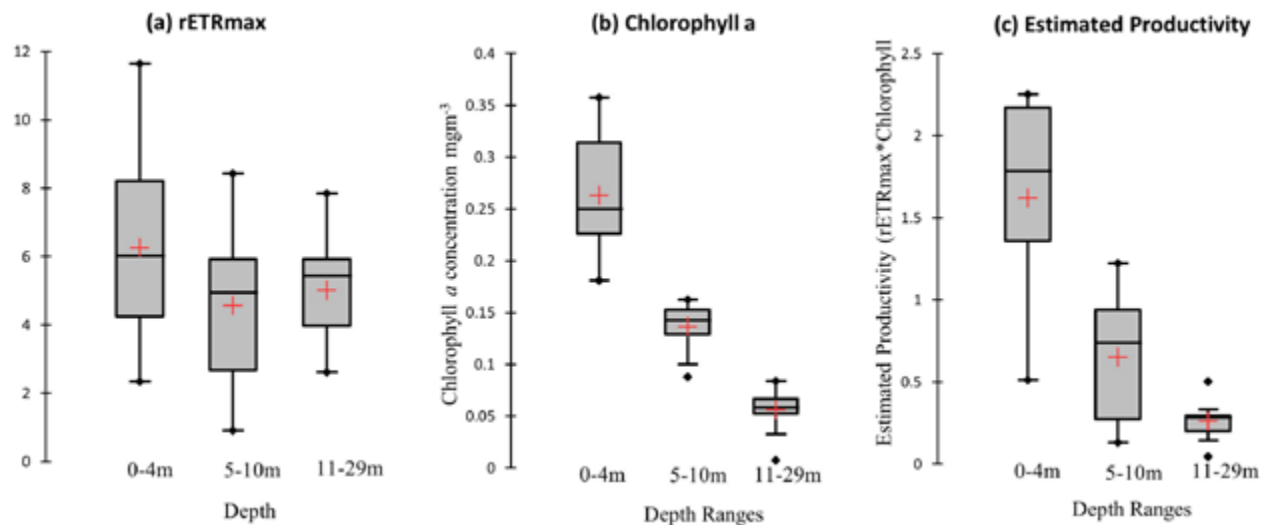 (a) rETRmax
12
10
8
6
4
2
0
0-4m
5-10m
11-29m
Depth
(b) Chlorophyll a
Chlorophyll a concentration mgm⁻³
0.4
0.35
0.3
0.25
0.2
0.15
0.1
0.05
0
0-4m
5-10m
11-29m
Depth Ranges
(c) Estimated Productivity
Estimated Productivity (rETRmax*Chlorophyll
2.5
2
1.5
1
0.5
0
0-4m
5-10m
11-29m
Depth Ranges